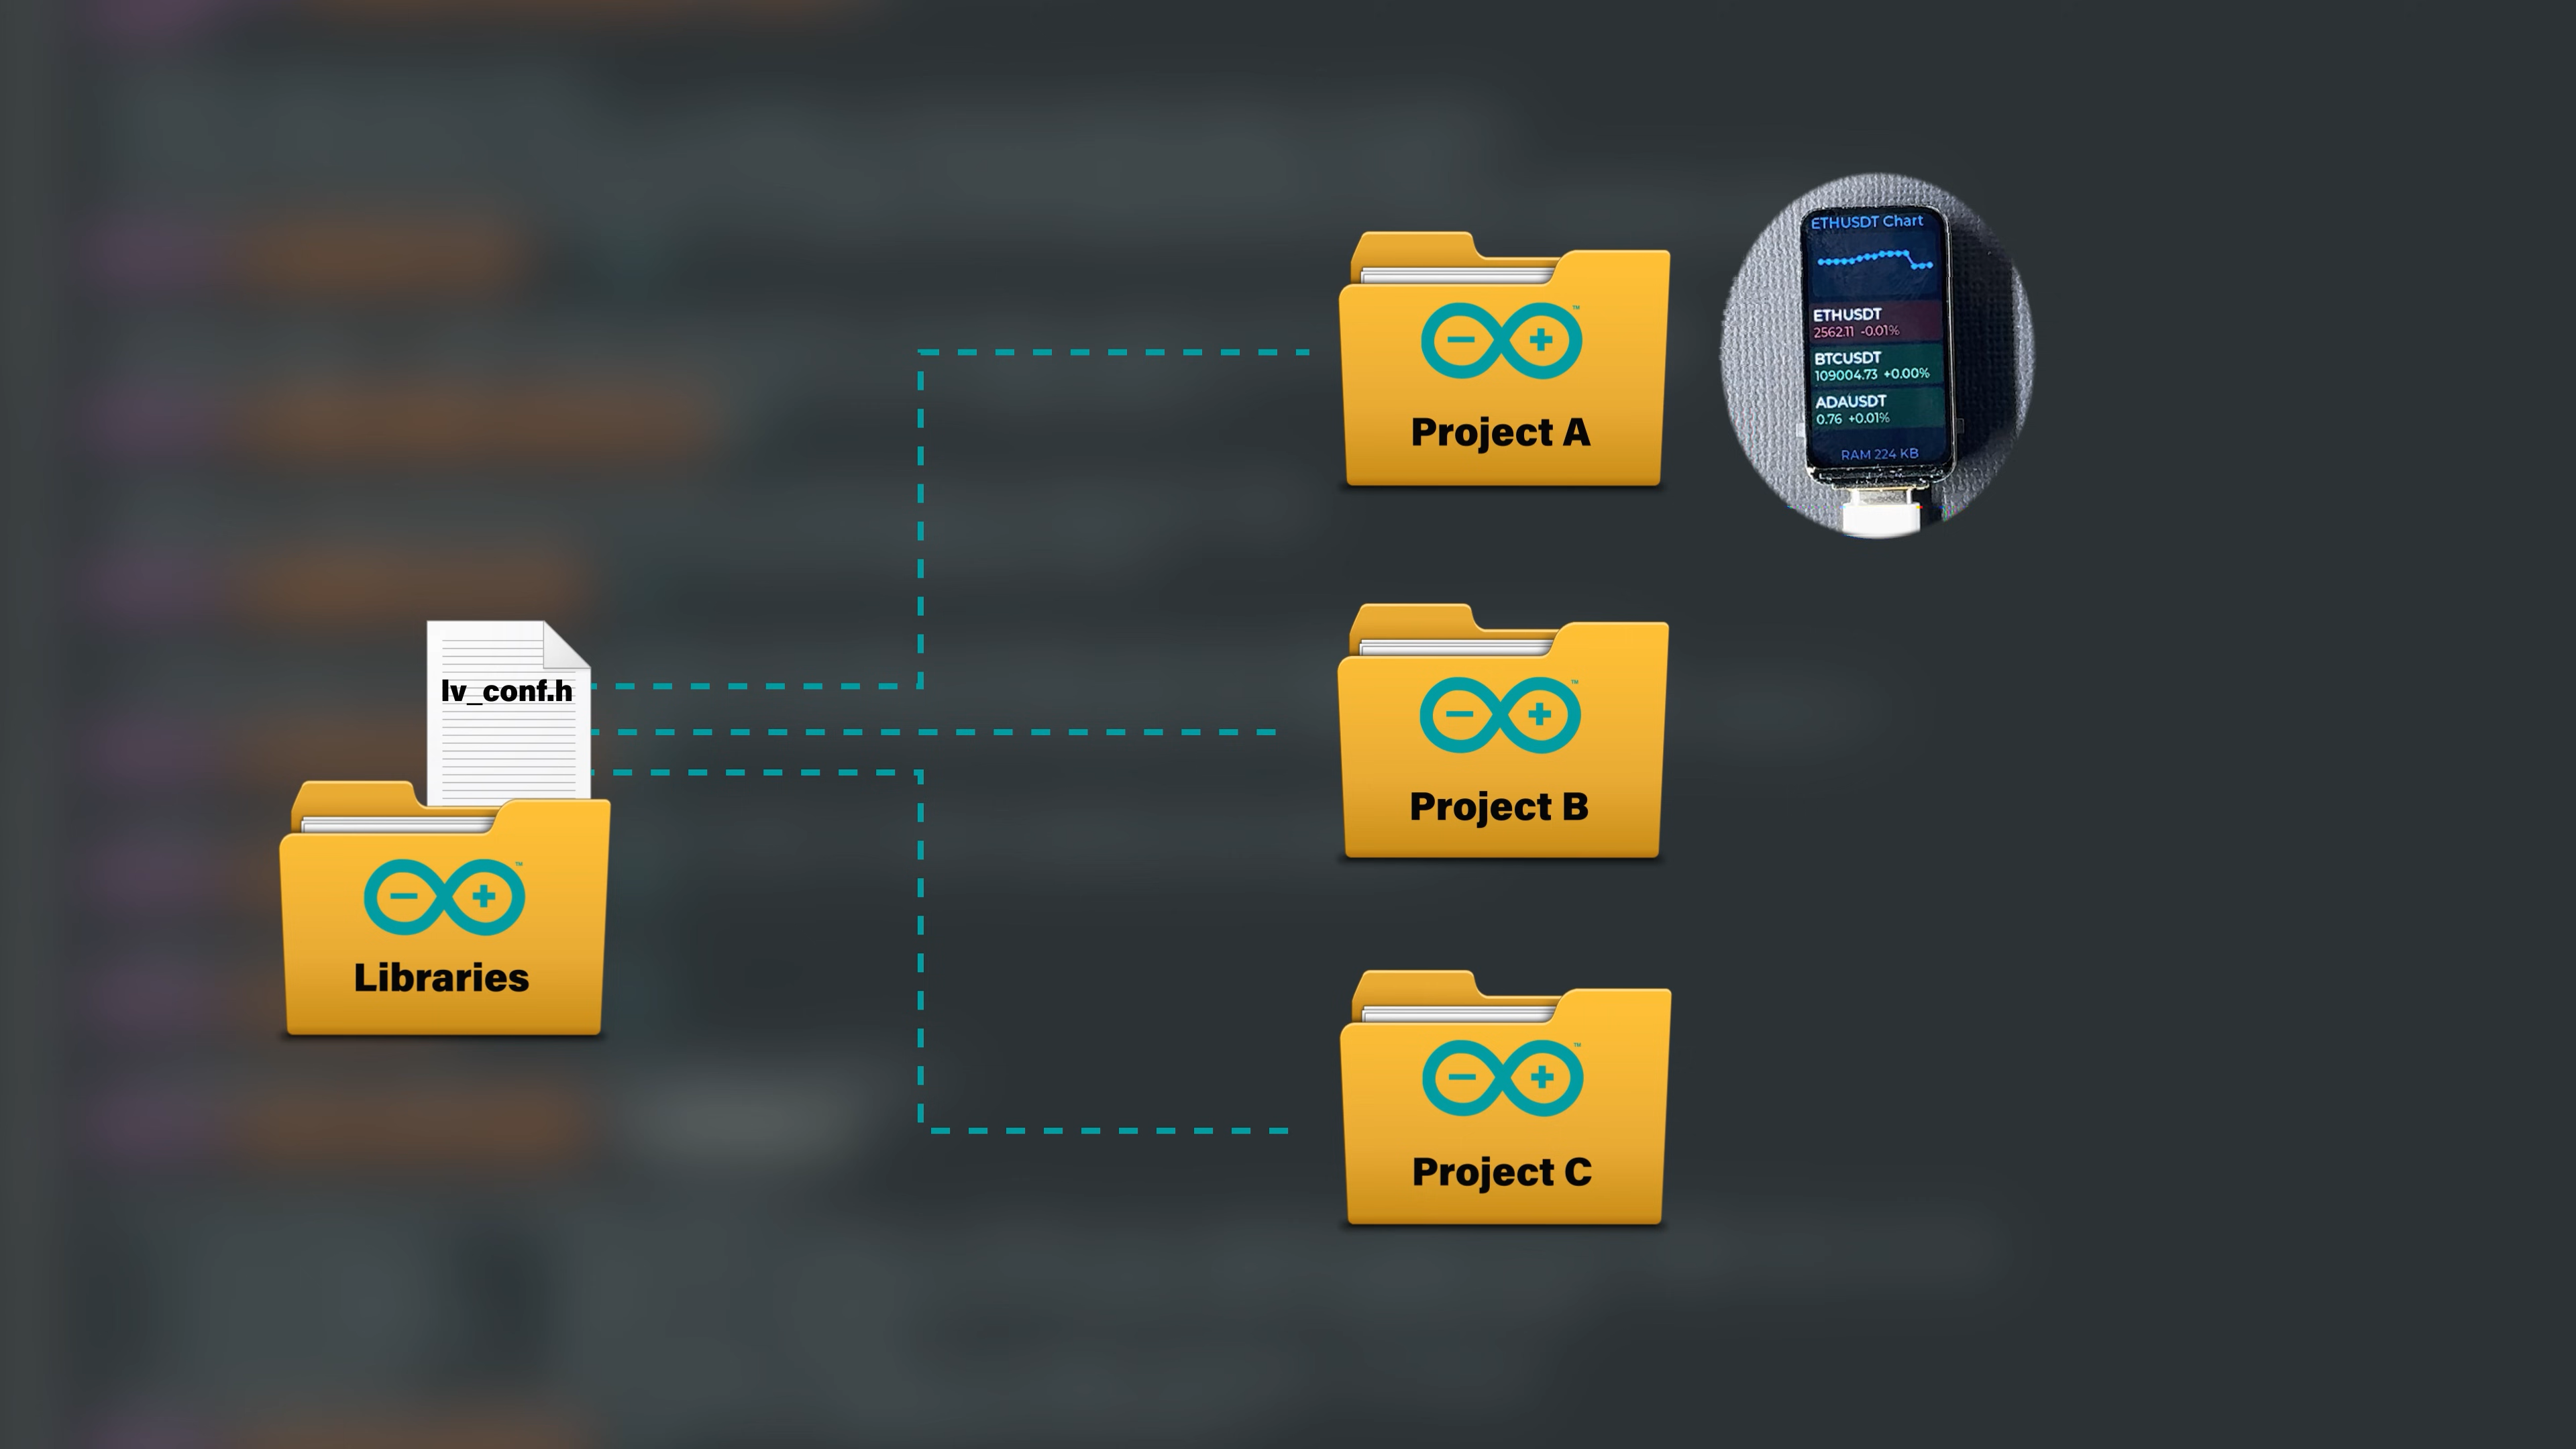 lv_conf.h
Libraries
Project A
ETHUSDT Chart
ETHUSDT
2562.11 -0.01%
BTCUSDT
109004.73 +0.00%
ADAUSDT
0.76 +0.01%
RAM 224 KB
Project B
Project C